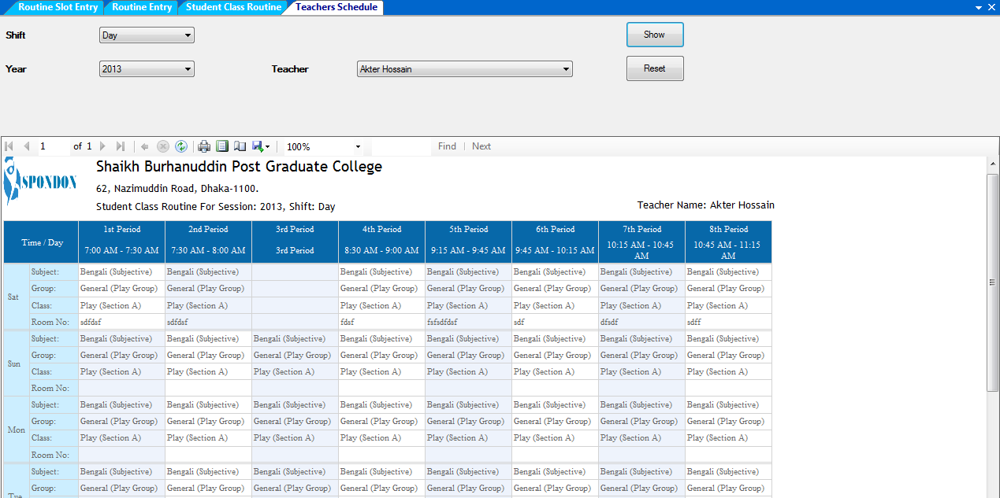 Routine Slot Entry Routine Entry Student Class Routine Teachers Schedule
Shift Day Show
Year 2013 Teacher Akter Hossain Reset
1 of 1 100% Find Next
SPONDON
Shaikh Burhanuddin Post Graduate College
62, Nazimuddin Road, Dhaka-1100.
Student Class Routine For Session: 2013, Shift: Day
Teacher Name: Akter Hossain
Time / Day 1st Period 2nd Period 3rd Period 4th Period 5th Period 6th Period 7th Period 8th Period
7:00 AM - 7:30 AM 7:30 AM - 8:00 AM 3rd Period 8:30 AM - 9:00 AM 9:15 AM - 9:45 AM 9:45 AM - 10:15 AM 10:15 AM - 10:45 AM 10:45 AM - 11:15 AM
Sat
Subject: Bengali (Subjective) Bengali (Subjective) Bengali (Subjective) Bengali (Subjective) Bengali (Subjective) Bengali (Subjective) Bengali (Subjective)
Group: General (Play Group) General (Play Group) General (Play Group) General (Play Group) General (Play Group) General (Play Group) General (Play Group)
Class: Play (Section A) Play (Section A) Play (Section A) Play (Section A) Play (Section A) Play (Section A) Play (Section A)
Room No: sdfdsf sdfdsf fdsf fsfsdfdsf sdf dfsdf sdff
Sun
Subject: Bengali (Subjective) Bengali (Subjective) Bengali (Subjective) Bengali (Subjective) Bengali (Subjective) Bengali (Subjective) Bengali (Subjective) Bengali (Subjective)
Group: General (Play Group) General (Play Group) General (Play Group) General (Play Group) General (Play Group) General (Play Group) General (Play Group) General (Play Group)
Class: Play (Section A) Play (Section A) Play (Section A) Play (Section A) Play (Section A) Play (Section A) Play (Section A) Play (Section A)
Room No:
Mon
Subject: Bengali (Subjective) Bengali (Subjective) Bengali (Subjective) Bengali (Subjective) Bengali (Subjective) Bengali (Subjective) Bengali (Subjective) Bengali (Subjective)
Group: General (Play Group) General (Play Group) General (Play Group) General (Play Group) General (Play Group) General (Play Group) General (Play Group) General (Play Group)
Class: Play (Section A) Play (Section A) Play (Section A) Play (Section A) Play (Section A) Play (Section A) Play (Section A) Play (Section A)
Room No:
Tue
Subject: Bengali (Subjective) Bengali (Subjective) Bengali (Subjective) Bengali (Subjective) Bengali (Subjective) Bengali (Subjective) Bengali (Subjective) Bengali (Subjective)
Group: General (Play Group) General (Play Group) General (Play Group) General (Play Group) General (Play Group) General (Play Group) General (Play Group) General (Play Group)